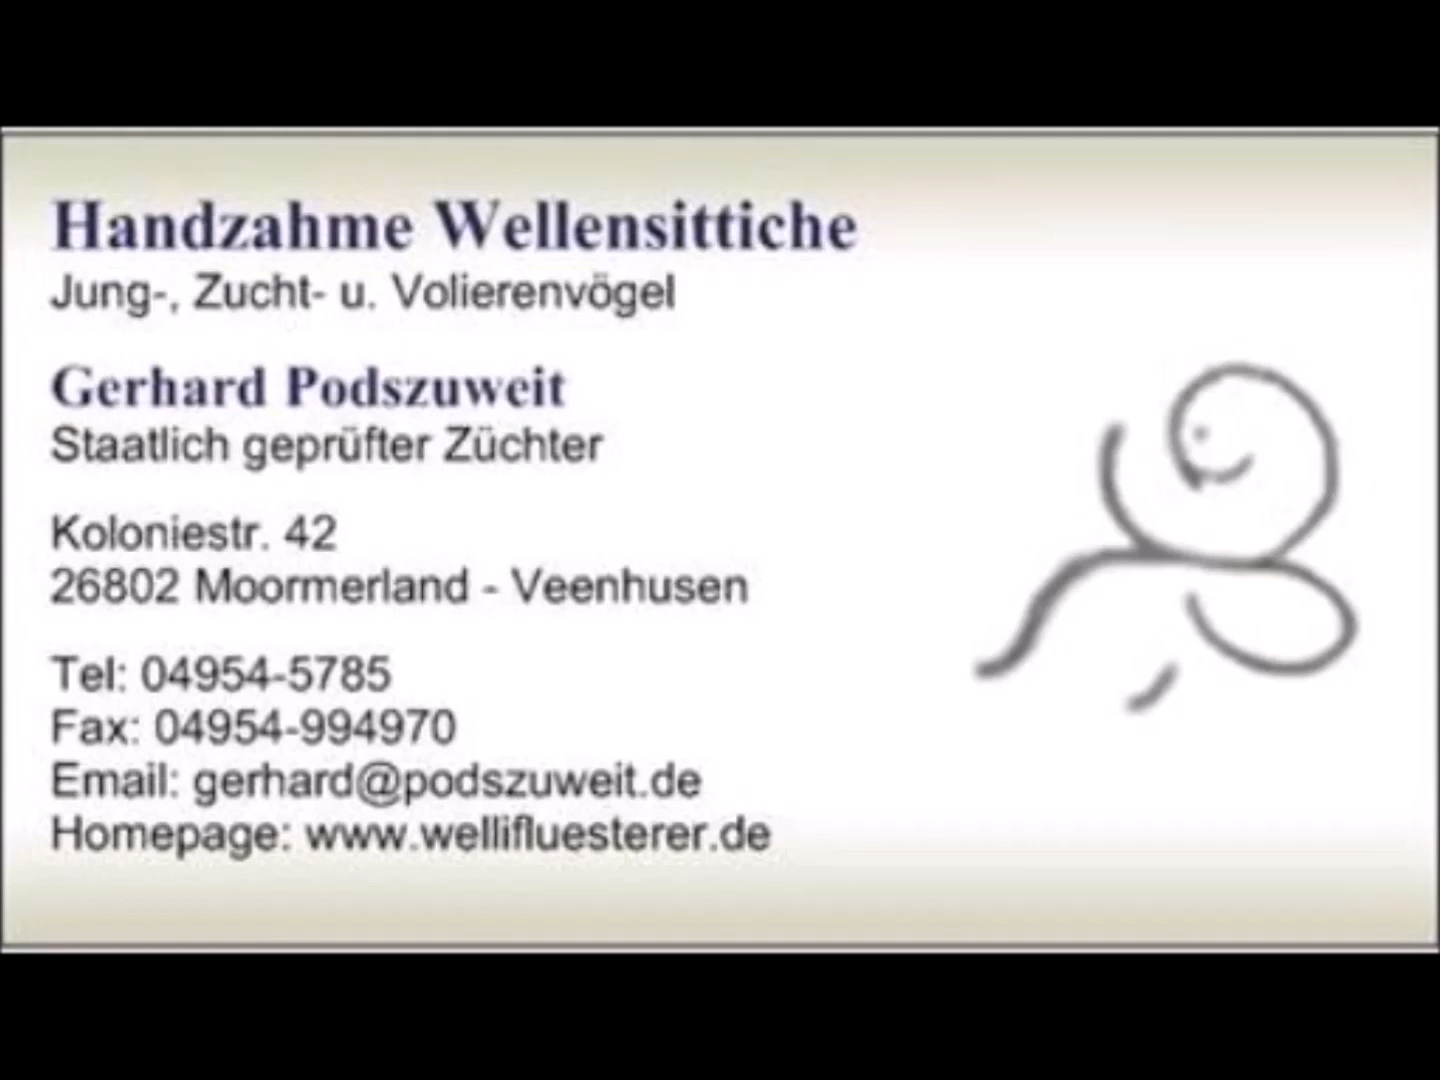 Handzahme Wellensittiche
Jung-, Zucht- u. Volierenvögel
Gerhard Podszuweit
Staatlich geprüfter Züchter
Koloniestr. 42
26802 Moormerland - Veenhusen
Tel: 04954-5785
Fax: 04954-994970
Email: gerhard@podszuweit.de
Homepage: www.wellifluesterer.de